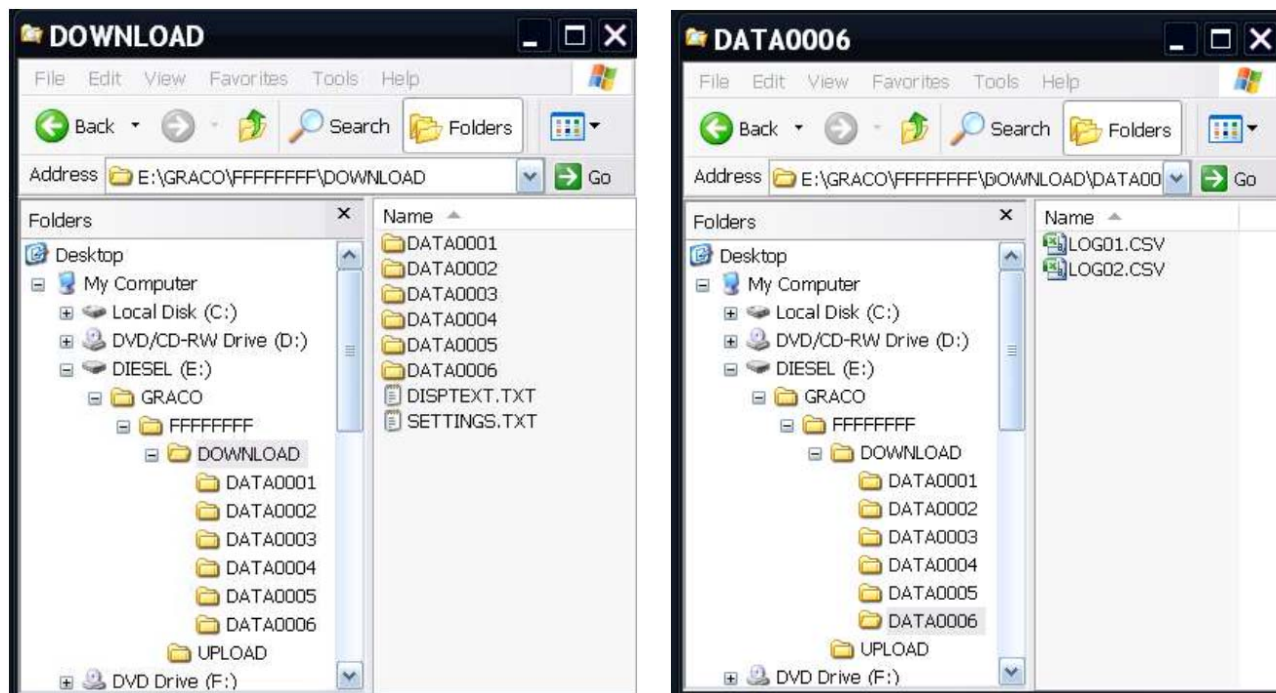 DOWNLOAD
File Edit View Favorites Tools Help
Back Search Folders
Address E:\GRACO\FFFFFFFF\DOWNLOAD Go
Folders
Desktop
My Computer
Local Disk (C:)
DVD/CD-RW Drive (D:)
DIESEL (E:)
GRACO
FFFFFFFF
DOWNLOAD
DATA0001
DATA0002
DATA0003
DATA0004
DATA0005
DATA0006
UPLOAD
DVD Drive (F:)
Name
DATA0001
DATA0002
DATA0003
DATA0004
DATA0005
DATA0006
DISPTEXT.TXT
SETTINGS.TXT
DATA0006
File Edit View Favorites Tools Help
Back Search Folders
Address E:\GRACO\FFFFFFFF\DOWNLOAD\DATA00 Go
Folders
Desktop
My Computer
Local Disk (C:)
DVD/CD-RW Drive (D:)
DIESEL (E:)
GRACO
FFFFFFFF
DOWNLOAD
DATA0001
DATA0002
DATA0003
DATA0004
DATA0005
DATA0006
UPLOAD
DVD Drive (F:)
Name
LOG01.CSV
LOG02.CSV